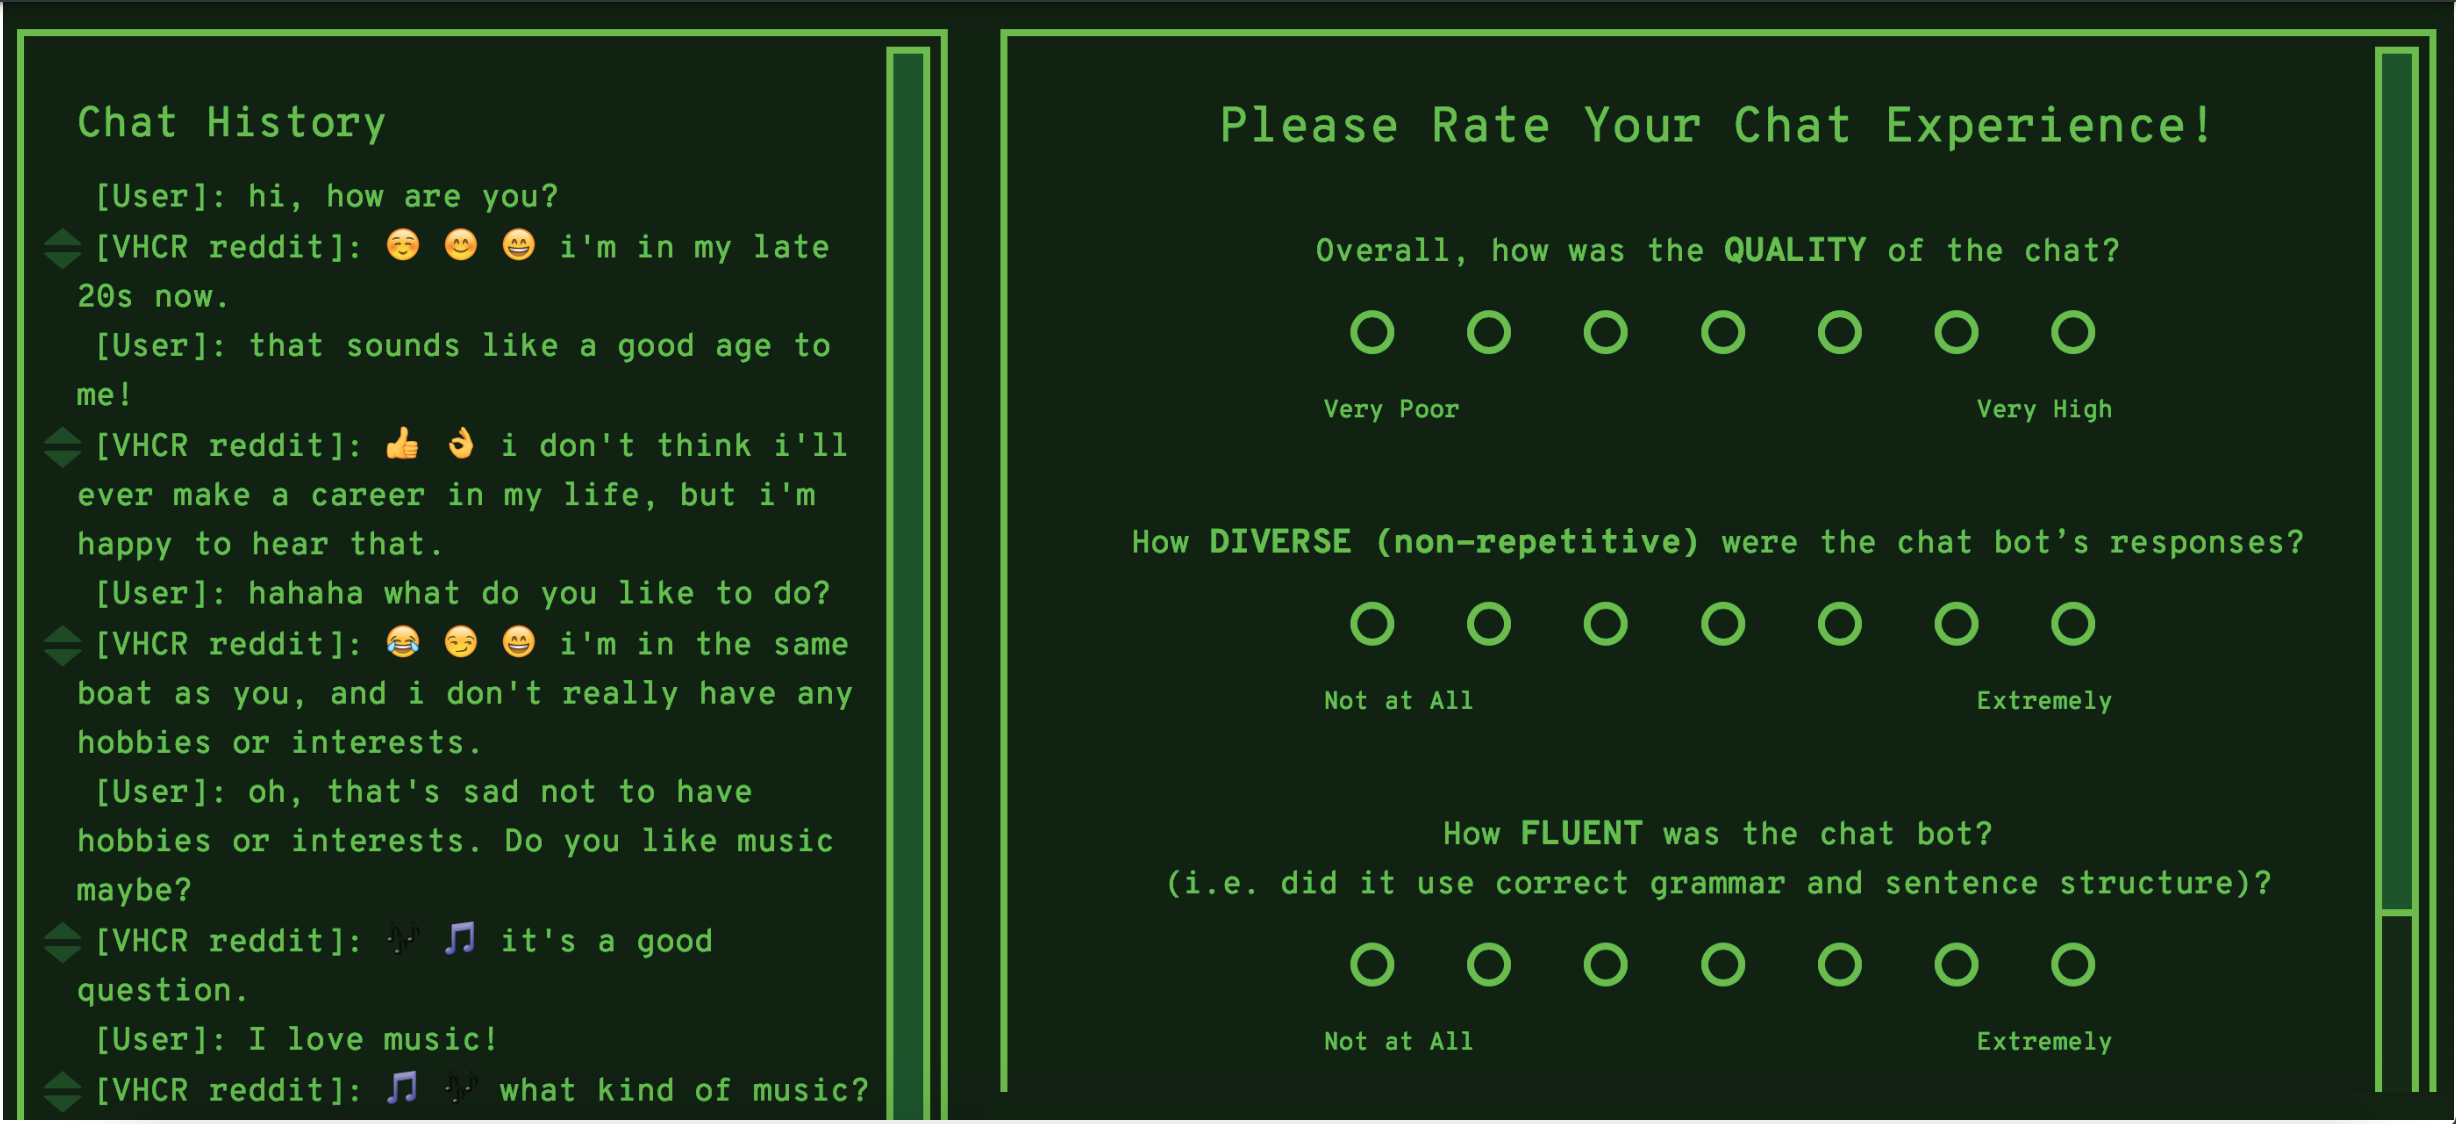 Chat History
[User]: hi, how are you?
[VHCR reddit]: ☺️ 😊 😄 i'm in my late
20s now.
[User]: that sounds like a good age to
me!
[VHCR reddit]: 👍 👌 i don't think i'll
ever make a career in my life, but i'm
happy to hear that.
[User]: hahaha what do you like to do?
[VHCR reddit]: 😂 😏 😄 i'm in the same
boat as you, and i don't really have any
hobbies or interests.
[User]: oh, that's sad not to have
hobbies or interests. Do you like music
maybe?
[VHCR reddit]: 🎶 🎵 it's a good
question.
[User]: I love music!
[VHCR reddit]: 🎵 🎶 what kind of music?
Please Rate Your Chat Experience!
Overall, how was the QUALITY of the chat?
Very Poor Very High
How DIVERSE (non-repetitive) were the chat bot’s responses?
Not at All Extremely
How FLUENT was the chat bot?
(i.e. did it use correct grammar and sentence structure)?
Not at All Extremely